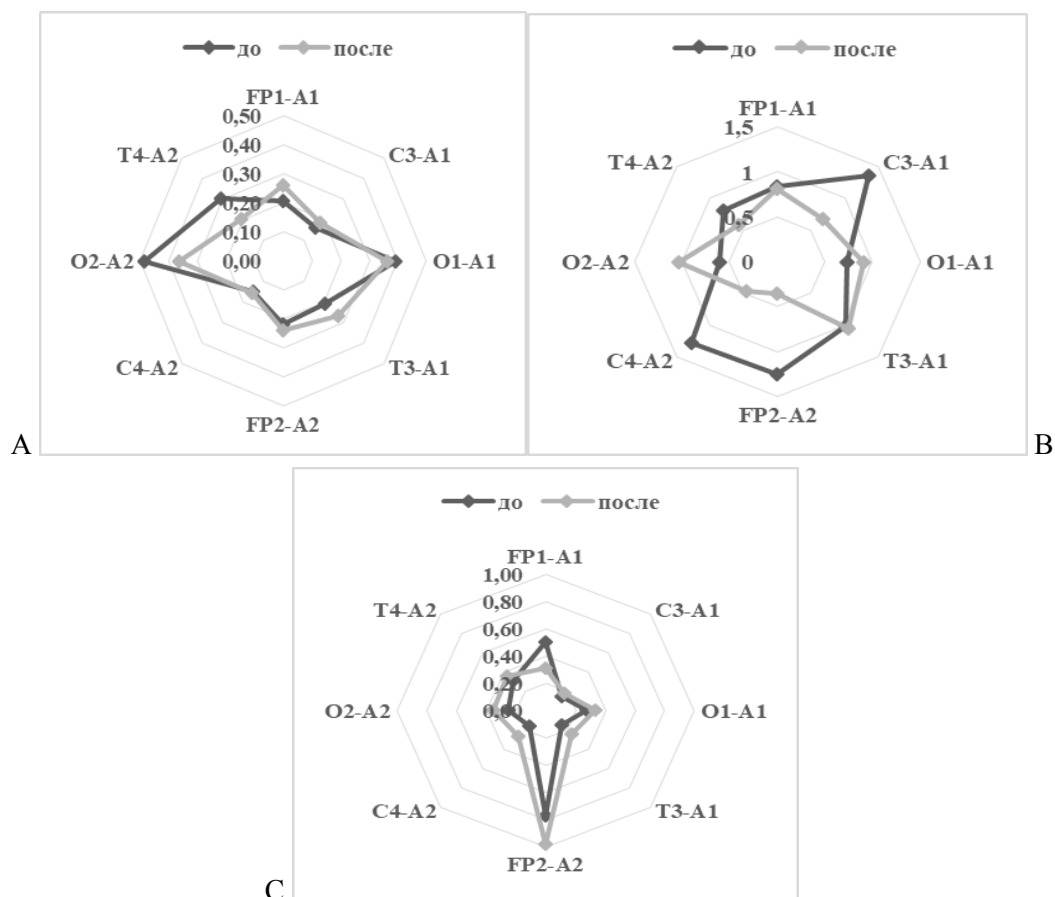 до после
FP1-A1
0,50
0,40
0,30
0,20
0,10
0,00
C3-A1
O1-A1
T3-A1
FP2-A2
C4-A2
O2-A2
T4-A2
A
до после
FP1-A1
1,5
1
0,5
0
C3-A1
O1-A1
T3-A1
FP2-A2
C4-A2
O2-A2
T4-A2
B
до после
FP1-A1
1,00
0,80
0,60
0,40
0,20
0,00
C3-A1
O1-A1
T3-A1
FP2-A2
C4-A2
O2-A2
T4-A2
C